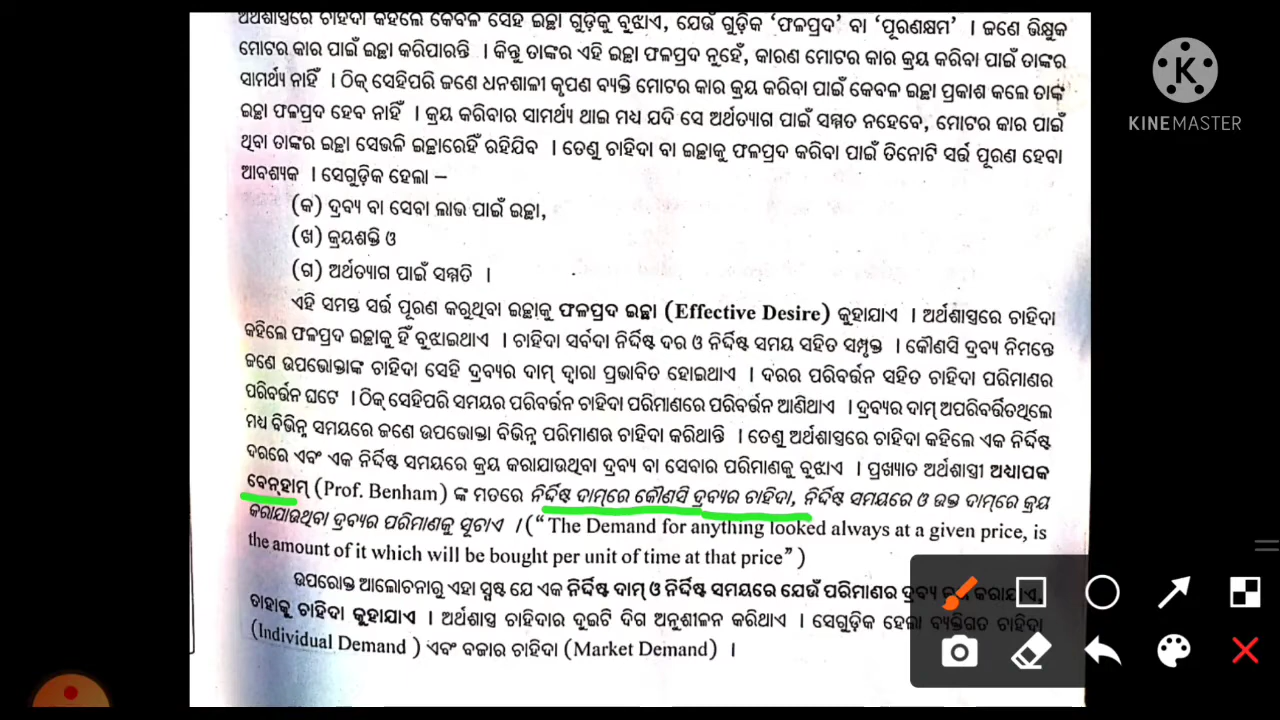 ଅର୍ଥଶାସ୍ତ୍ରରେ ଚାହିଦା କହିଲେ କେବଳ ସେହି ଇଚ୍ଛା ଗୁଡ଼ିକୁ ବୁଝାଏ, ଯେଉଁ ଗୁଡ଼ିକ ‘ଫଳପ୍ରଦ’ ବା ‘ପୂରଣକ୍ଷମ’ । ଜଣେ ଭିକ୍ଷୁକ
ମୋଟର କାର ପାଇଁ ଇଚ୍ଛା କରିପାରନ୍ତି । କିନ୍ତୁ ତାଙ୍କର ଏହି ଇଚ୍ଛା ଫଳପ୍ରଦ ନୁହେଁ, କାରଣ ମୋଟର କାର କ୍ରୟ କରିବା ପାଇଁ ତାଙ୍କର
ସାମର୍ଥ୍ୟ ନାହିଁ । ଠିକ୍ ସେହିପରି ଜଣେ ଧନଶାଳୀ କୃପଣ ବ୍ୟକ୍ତି ମୋଟର କାର କ୍ରୟ କରିବା ପାଇଁ କେବଳ ଇଚ୍ଛା ପ୍ରକାଶ କଲେ ତାଙ୍କ
ଇଚ୍ଛା ଫଳପ୍ରଦ ହେବ ନାହିଁ । କ୍ରୟ କରିବାର ସାମର୍ଥ୍ୟ ଥାଇ ମଧ୍ୟ ଯଦି ସେ ଅର୍ଥତ୍ୟାଗ ପାଇଁ ସମ୍ମତ ନହେବେ, ମୋଟର କାର ପାଇଁ
ଥିବା ତାଙ୍କର ଇଚ୍ଛା ସେଭଳି ଇଚ୍ଛାରେହିଁ ରହିଯିବ । ତେଣୁ ଚାହିଦା ବା ଇଚ୍ଛାକୁ ଫଳପ୍ରଦ କରିବା ପାଇଁ ତିନୋଟି ସର୍ତ୍ତ ପୂରଣ ହେବା
ଆବଶ୍ୟକ । ସେଗୁଡ଼ିକ ହେଲା –
(କ) ଦ୍ରବ୍ୟ ବା ସେବା ଲାଭ ପାଇଁ ଇଚ୍ଛା,
(ଖ) କ୍ରୟଶକ୍ତି ଓ
(ଗ) ଅର୍ଥତ୍ୟାଗ ପାଇଁ ସମ୍ମତି ।
ଏହି ସମସ୍ତ ସର୍ତ୍ତ ପୂରଣ କରୁଥିବା ଇଚ୍ଛାକୁ ଫଳପ୍ରଦ ଇଚ୍ଛା (Effective Desire) କୁହାଯାଏ । ଅର୍ଥଶାସ୍ତ୍ରରେ ଚାହିଦା
କହିଲେ ଫଳପ୍ରଦ ଇଚ୍ଛାକୁ ହିଁ ବୁଝାଇଥାଏ । ଚାହିଦା ସର୍ବଦା ନିର୍ଦ୍ଦିଷ୍ଟ ଦର ଓ ନିର୍ଦ୍ଦିଷ୍ଟ ସମୟ ସହିତ ସମ୍ପୃକ୍ତ । କୌଣସି ଦ୍ରବ୍ୟ ନିମନ୍ତେ
ଜଣେ ଉପଭୋକ୍ତାଙ୍କ ଚାହିଦା ସେହି ଦ୍ରବ୍ୟର ଦାମ୍ ଦ୍ୱାରା ପ୍ରଭାବିତ ହୋଇଥାଏ । ଦରର ପରିବର୍ତ୍ତନ ସହିତ ଚାହିଦା ପରିମାଣର
ପରିବର୍ତ୍ତନ ଘଟେ । ଠିକ୍ ସେହିପରି ସମୟର ପରିବର୍ତ୍ତନ ଚାହିଦା ପରିମାଣରେ ପରିବର୍ତ୍ତନ ଆଣିଥାଏ । ଦ୍ରବ୍ୟର ଦାମ୍ ଅପରିବର୍ତ୍ତିତଥିଲେ
ମଧ୍ୟ ବିଭିନ୍ନ ସମୟରେ ଜଣେ ଉପଭୋକ୍ତା ବିଭିନ୍ନ ପରିମାଣର ଚାହିଦା କରିଥାନ୍ତି । ତେଣୁ ଅର୍ଥଶାସ୍ତ୍ରରେ ଚାହିଦା କହିଲେ ଏକ ନିର୍ଦ୍ଦିଷ୍ଟ
ଦରରେ ଏବଂ ଏକ ନିର୍ଦ୍ଦିଷ୍ଟ ସମୟରେ କ୍ରୟ କରାଯାଉଥିବା ଦ୍ରବ୍ୟ ବା ସେବାର ପରିମାଣକୁ ବୁଝାଏ । ପ୍ରଖ୍ୟାତ ଅର୍ଥଶାସ୍ତ୍ରୀ ଅଧ୍ୟାପକ
ବେନ୍‌ହାମ୍ (Prof. Benham) ଙ୍କ ମତରେ ନିର୍ଦ୍ଦିଷ୍ଟ ଦାମ୍‌ରେ କୌଣସି ଦ୍ରବ୍ୟର ଚାହିଦା, ନିର୍ଦ୍ଦିଷ୍ଟ ସମୟରେ ଓ ଉକ୍ତ ଦାମ୍‌ରେ କ୍ରୟ
କରାଯାଉଥିବା ଦ୍ରବ୍ୟର ପରିମାଣକୁ ସୂଚାଏ । (“ The Demand for anything looked always at a given price, is
the amount of it which will be bought per unit of time at that price” )
ଉପରୋକ୍ତ ଆଲୋଚନାରୁ ଏହା ସ୍ପଷ୍ଟ ଯେ ଏକ ନିର୍ଦ୍ଦିଷ୍ଟ ଦାମ୍ ଓ ନିର୍ଦ୍ଦିଷ୍ଟ ସମୟରେ ଯେଉଁ ପରିମାଣର ଦ୍ରବ୍ୟ କ୍ରୟ କରାଯାଏ,
ତାହାକୁ ଚାହିଦା କୁହାଯାଏ । ଅର୍ଥଶାସ୍ତ୍ର ଚାହିଦାର ଦୁଇଟି ଦିଗ ଅନୁଶୀଳନ କରିଥାଏ । ସେଗୁଡ଼ିକ ହେଲା ବ୍ୟକ୍ତିଗତ ଚାହିଦା
(Individual Demand ) ଏବଂ ବଜାର ଚାହିଦା (Market Demand) ।
K
KINEMASTER